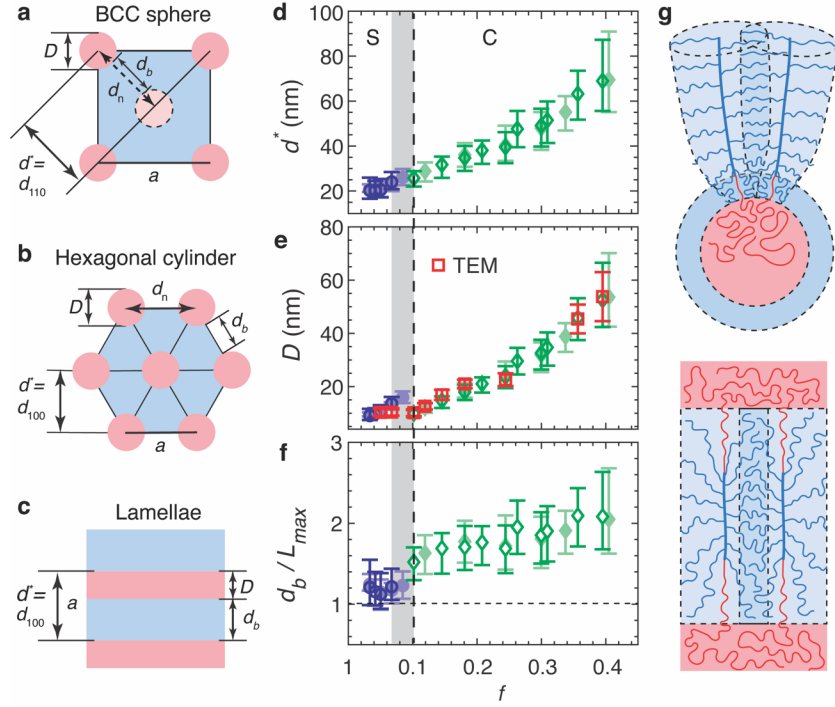 a
BCC sphere
D
d_b
d_n
d*=
d_110
a
b
Hexagonal cylinder
d_n
D
d_b
d*=
d_100
a
c
Lamellae
d*=
d_100
a
D
d_b
d
S
C
100
80
60
40
20
d* (nm)
e
TEM
80
60
40
20
D (nm)
f
3
2
1
d_b / L_max
1
0.1
0.2
0.3
0.4
f
g